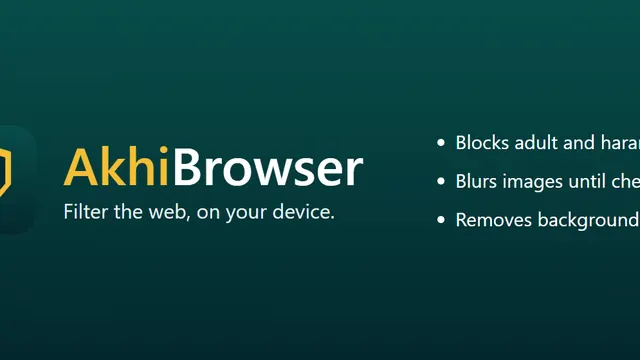 AkhiBrowser
Filter the web, on your device.
• Blocks adult and
• Blurs images until
• Removes background